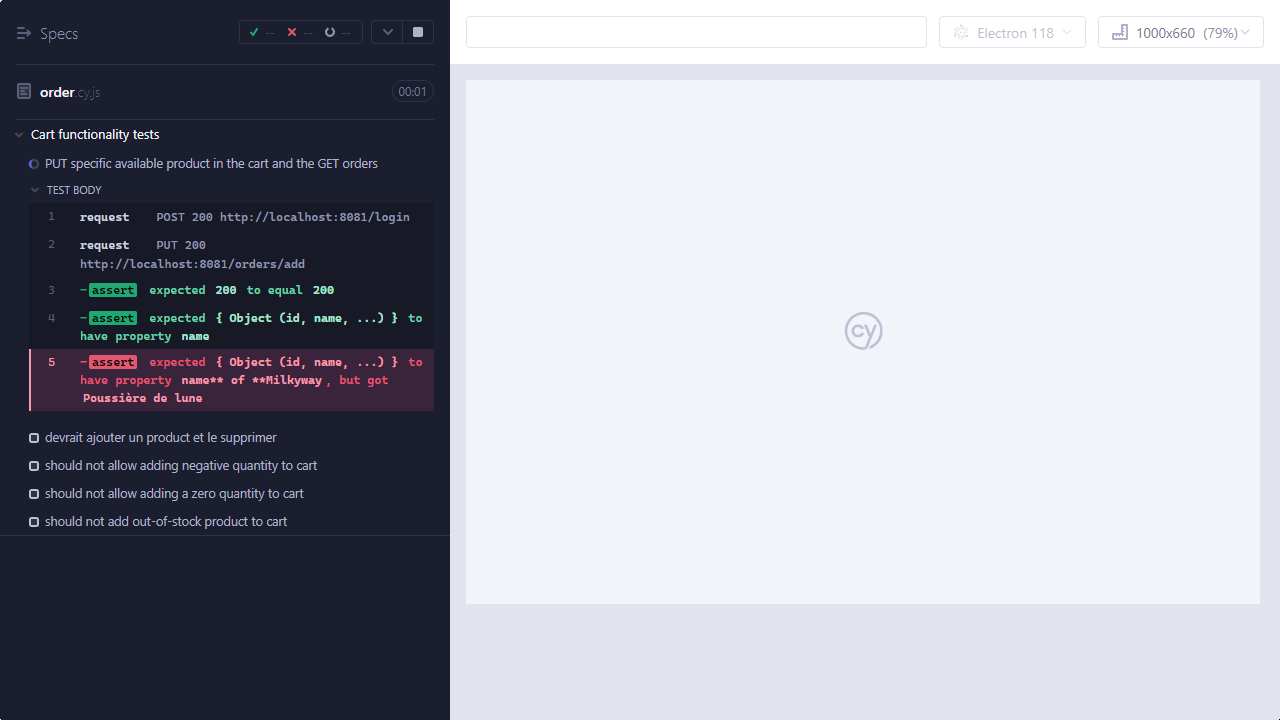 Specs
-- -- --
order.cy.js
00:01
Cart functionality tests
PUT specific available product in the cart and the GET orders
TEST BODY
1 request POST 200 http://localhost:8081/login
2 request PUT 200
http://localhost:8081/orders/add
3 -assert expected 200 to equal 200
4 -assert expected { Object (id, name, ...) } to
have property name
5 -assert expected { Object (id, name, ...) } to
have property name** of **Milkyway, but got
Poussière de lune
devrait ajouter un product et le supprimer
should not allow adding negative quantity to cart
should not allow adding a zero quantity to cart
should not add out-of-stock product to cart
Electron 118
1000x660 (79%)
cy